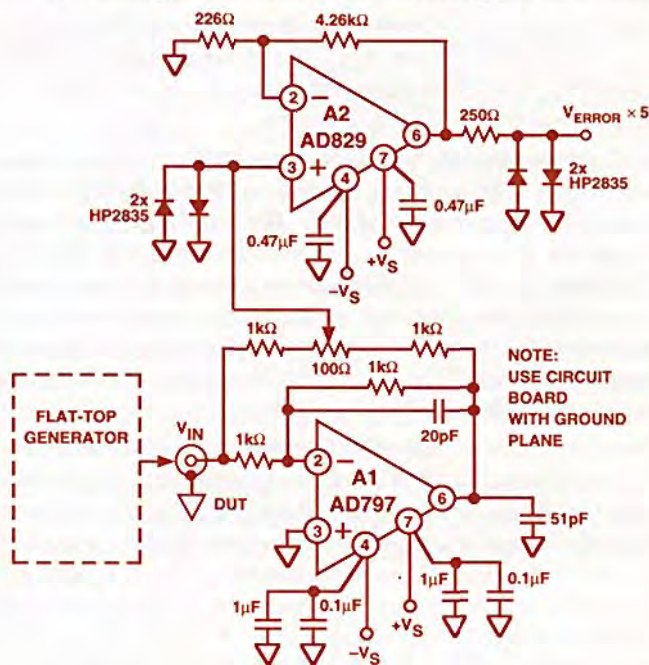 226Ω
4.26kΩ
2
−
A2
AD829
6
250Ω
VERROR × 5
3
+
7
4
2x
HP2835
2x
HP2835
0.47µF
0.47µF
+VS
−VS
1kΩ
1kΩ
100Ω
1kΩ
NOTE:
USE CIRCUIT
BOARD
WITH GROUND
PLANE
FLAT-TOP
GENERATOR
VIN
1kΩ
20pF
2
−
A1
AD797
6
DUT
3
+
7
4
51pF
1µF
0.1µF
1µF
0.1µF
+VS
−VS